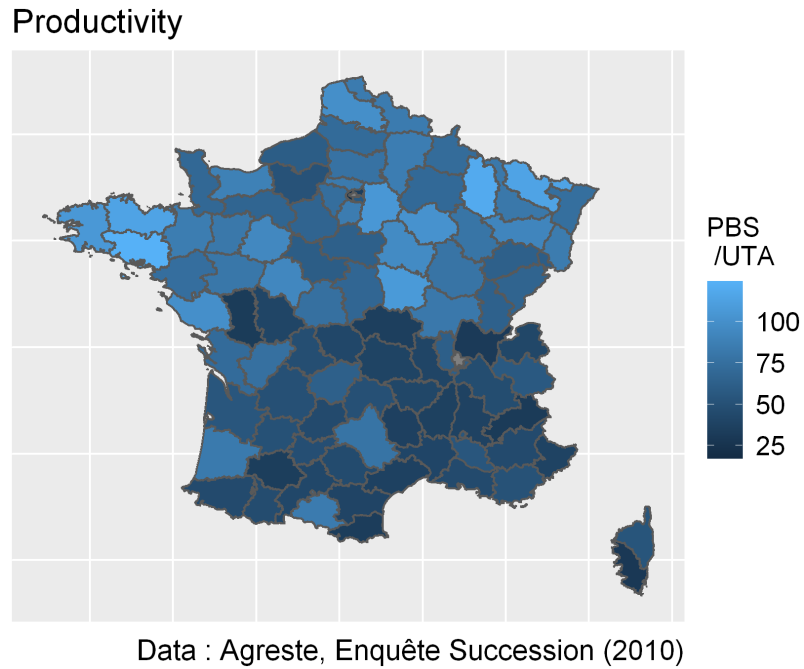 Productivity
PBS
/UTA
100
75
50
25
Data : Agreste, Enquête Succession (2010)